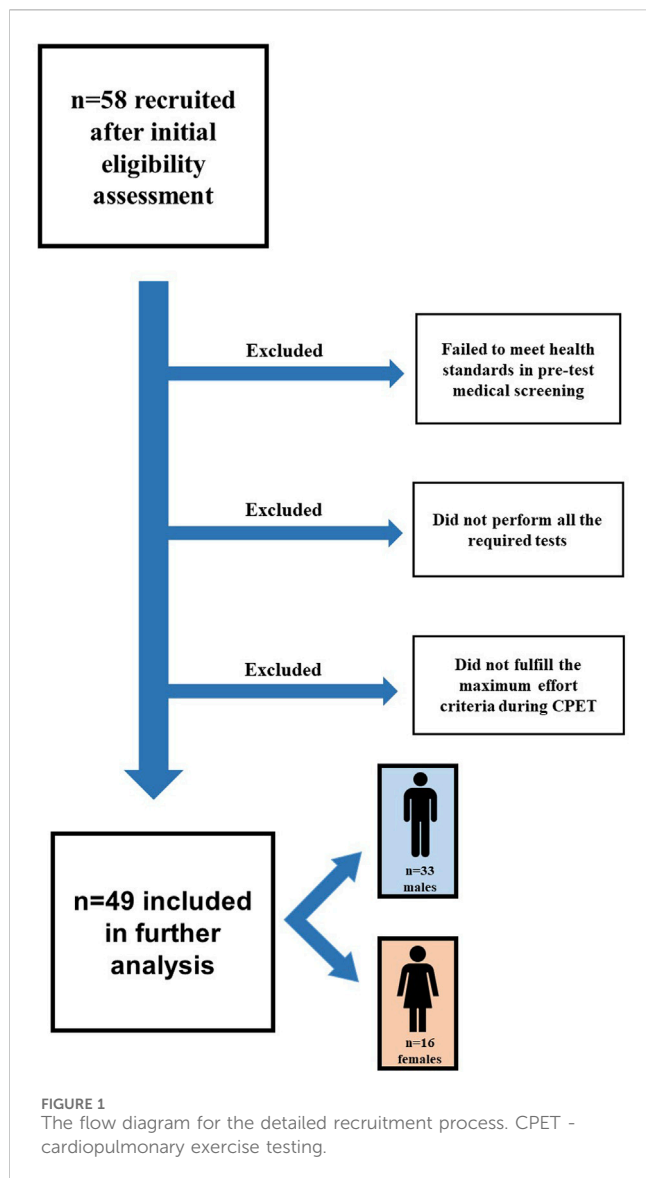 n=58 recruited
after initial
eligibility
assessment
Excluded
Failed to meet health
standards in pre-test
medical screening
Excluded
Did not perform all the
required tests
Excluded
Did not fulfill the
maximum effort
criteria during CPET
n=49 included
in further
analysis
n=33
males
n=16
females
FIGURE 1
The flow diagram for the detailed recruitment process. CPET -
cardiopulmonary exercise testing.